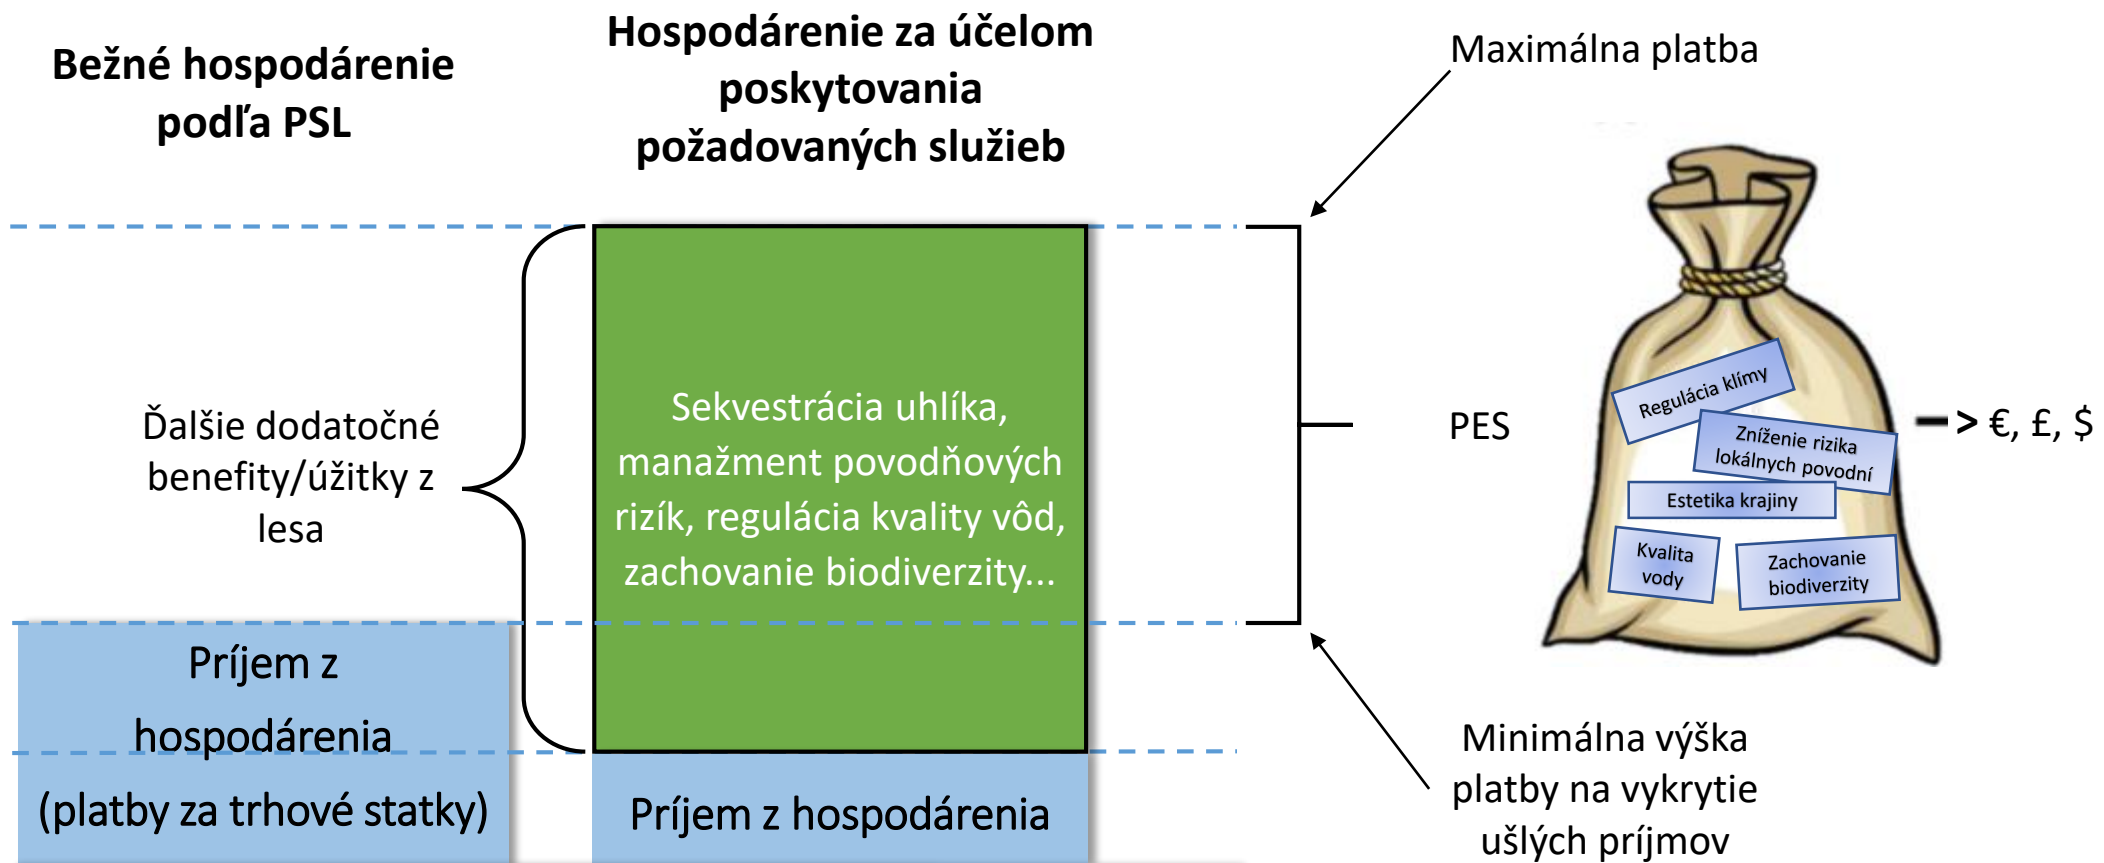 Bežné hospodárenie
podľa PSL
Hospodárenie za účelom
poskytovania
požadovaných služieb
Maximálna platba
Ďalšie dodatočné
benefity/úžitky z
lesa
Sekvestrácia uhlíka,
manažment povodňových
rizík, regulácia kvality vôd,
zachovanie biodiverzity...
PES
Regulácia klímy
Zníženie rizika
lokálnych povodní
Estetika krajiny
Kvalita
vody
Zachovanie
biodiverzity
–> €, £, $
Príjem z
hospodárenia
(platby za trhové statky)
Príjem z hospodárenia
Minimálna výška
platby na vykrytie
ušlých príjmov